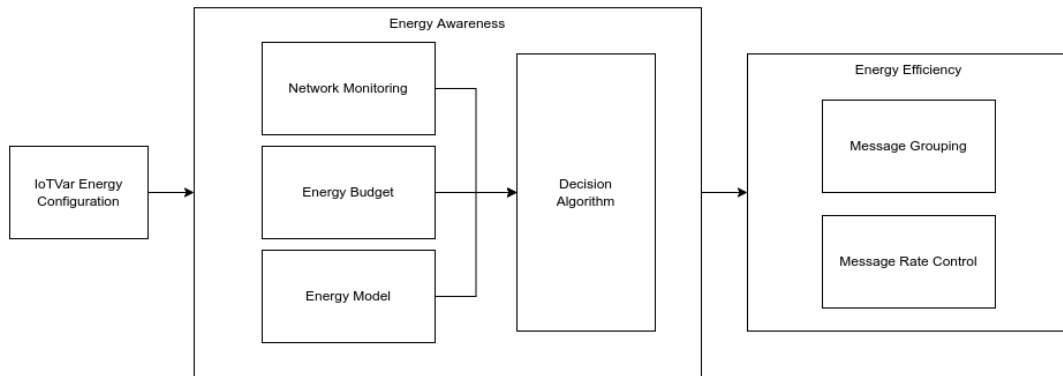 Energy Awareness
Energy Efficiency
Network Monitoring
Message Grouping
IoTVar Energy
Configuration
Energy Budget
Decision
Algorithm
Message Rate Control
Energy Model